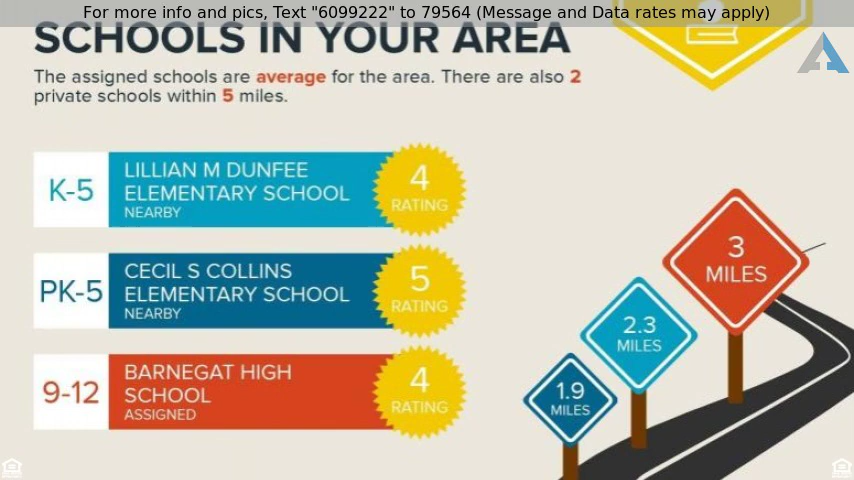 For more info and pics, Text "6099222" to 79564 (Message and Data rates may apply)
SCHOOLS IN YOUR AREA
The assigned schools are average for the area. There are also 2
private schools within 5 miles.
K-5
LILLIAN M DUNFEE
ELEMENTARY SCHOOL
NEARBY
4
RATING
PK-5
CECIL S COLLINS
ELEMENTARY SCHOOL
NEARBY
5
RATING
9-12
BARNEGAT HIGH
SCHOOL
ASSIGNED
4
RATING
3
MILES
2.3
MILES
1.9
MILES